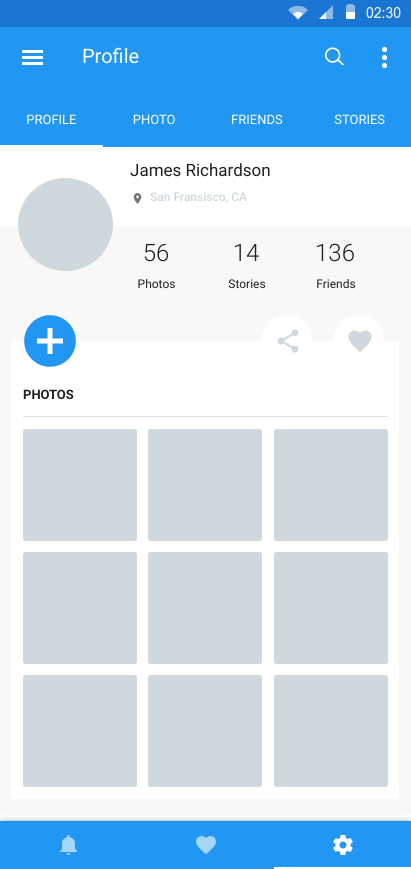 02:30
Profile
PROFILE PHOTO FRIENDS STORIES
James Richardson
San Fransisco, CA
56 14 136
Photos Stories Friends
PHOTOS